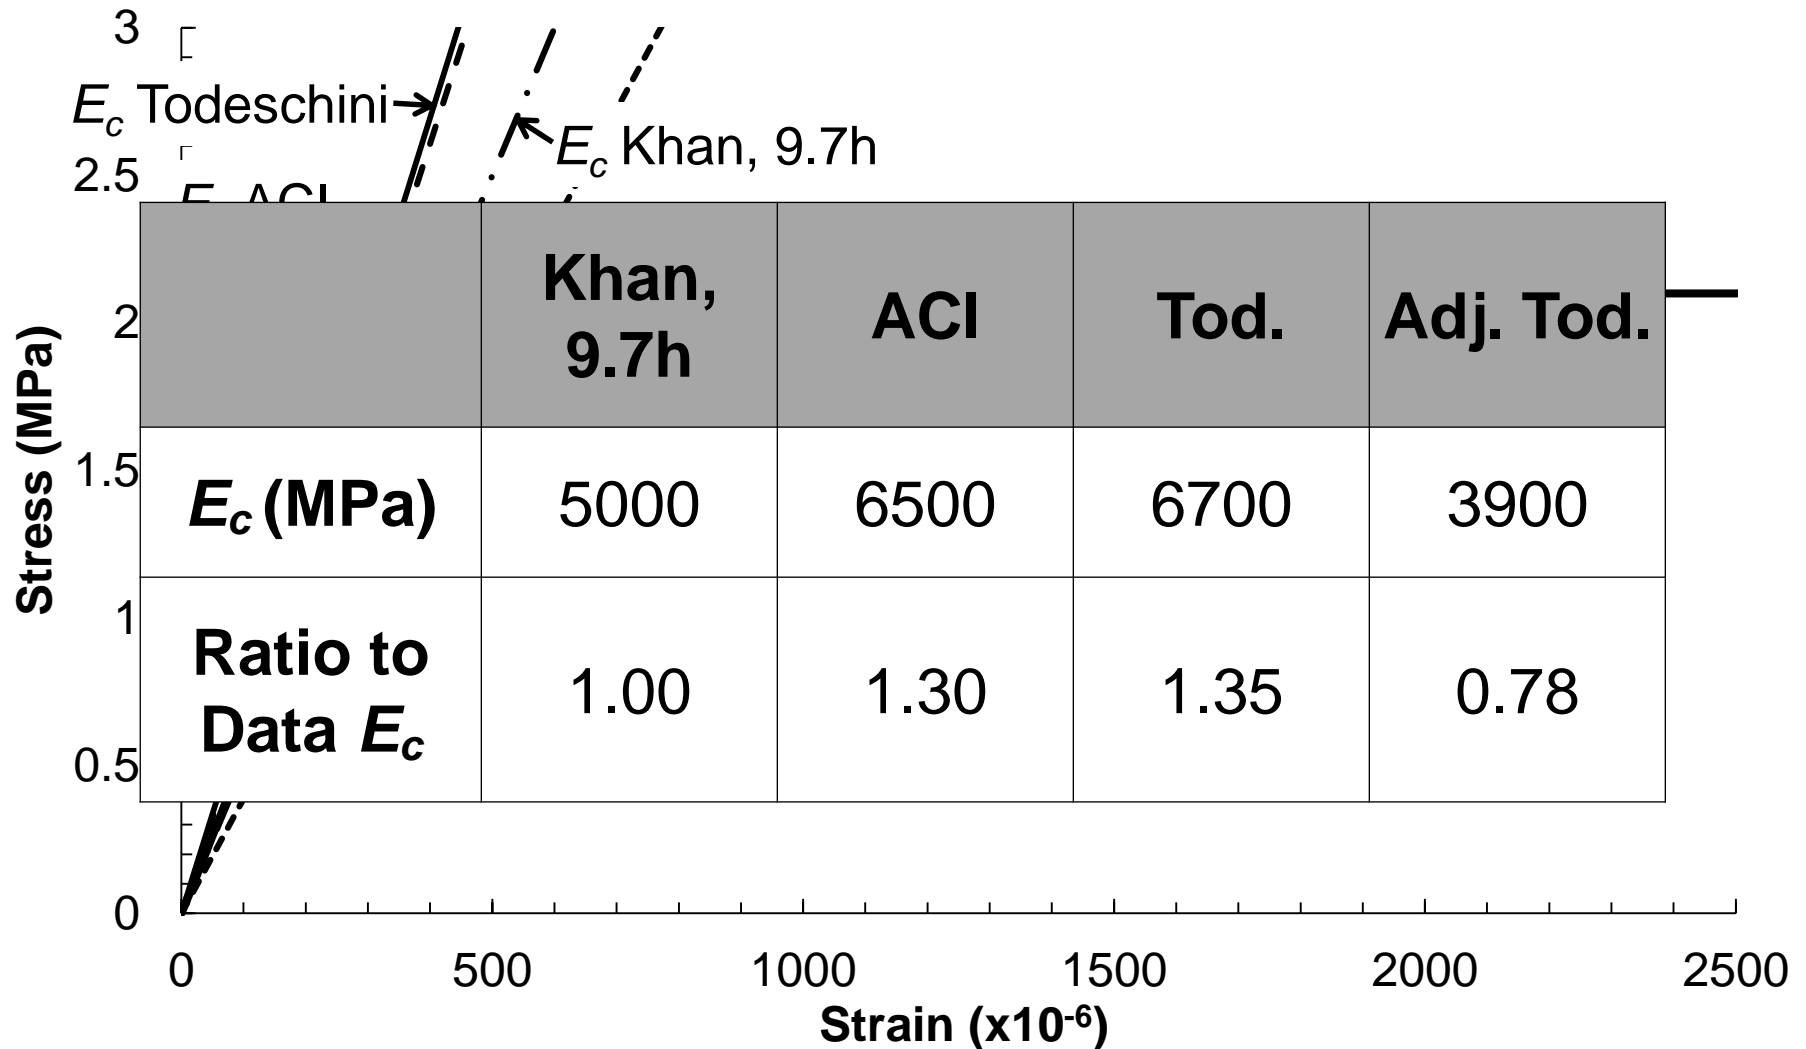 3
E_c Todeschini
E_c Khan, 9.7h
2.5
ACI
2
1.5
1
0.5
0
Stress (MPa)
Khan, 9.7h
ACI
Tod.
Adj. Tod.
E_c (MPa)
5000
6500
6700
3900
Ratio to
Data E_c
1.00
1.30
1.35
0.78
0
500
1000
1500
2000
2500
Strain (x10⁻⁶)